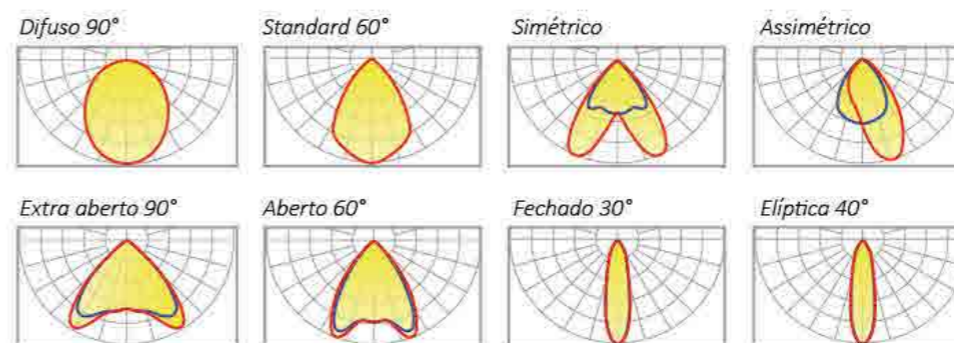 Difuso 90°
Standard 60°
Simétrico
Assimétrico
Extra aberto 90°
Aberto 60°
Fechado 30°
Elíptica 40°